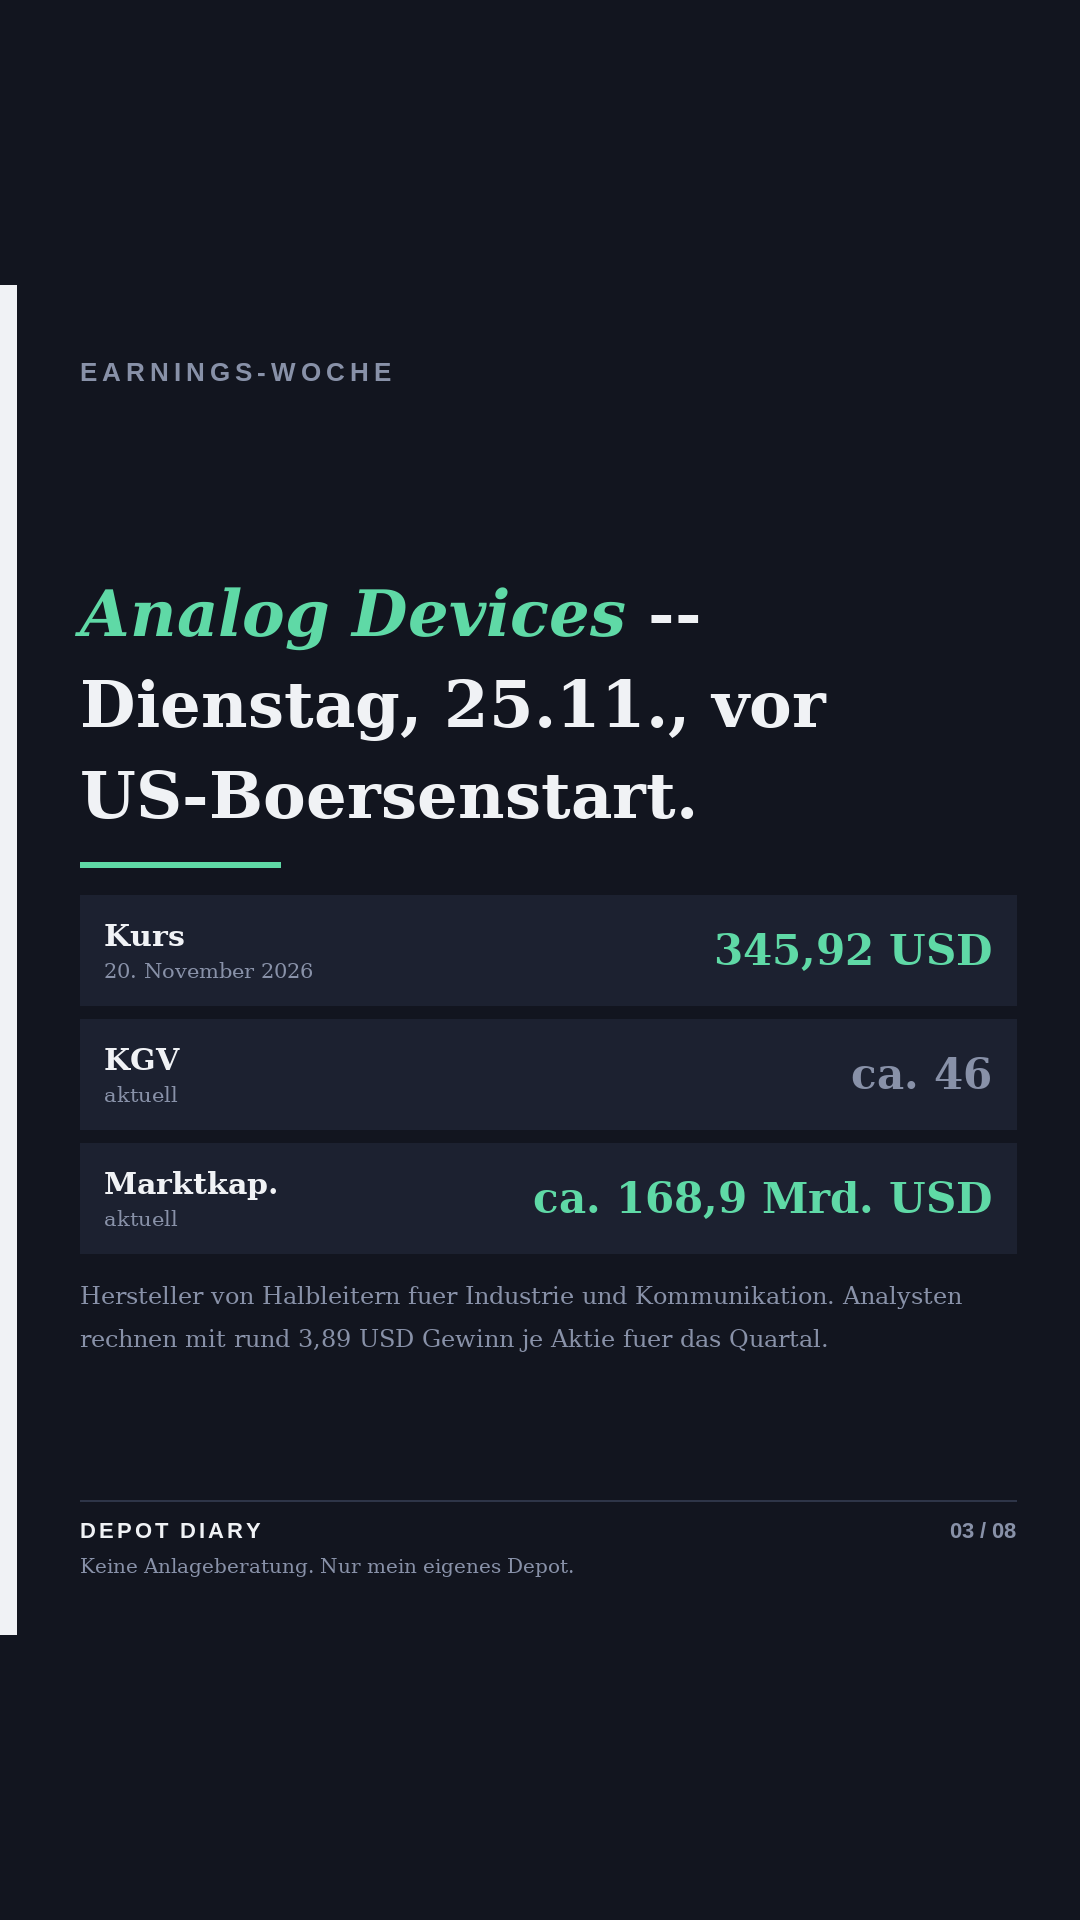 EARNINGS-WOCHE
Analog Devices --
Dienstag, 25.11., vor
US-Boersenstart.
Kurs
20. November 2026
345,92 USD
KGV
aktuell
ca. 46
Marktkap.
aktuell
ca. 168,9 Mrd. USD
Hersteller von Halbleitern fuer Industrie und Kommunikation. Analysten
rechnen mit rund 3,89 USD Gewinn je Aktie fuer das Quartal.
DEPOT DIARY
03 / 08
Keine Anlageberatung. Nur mein eigenes Depot.